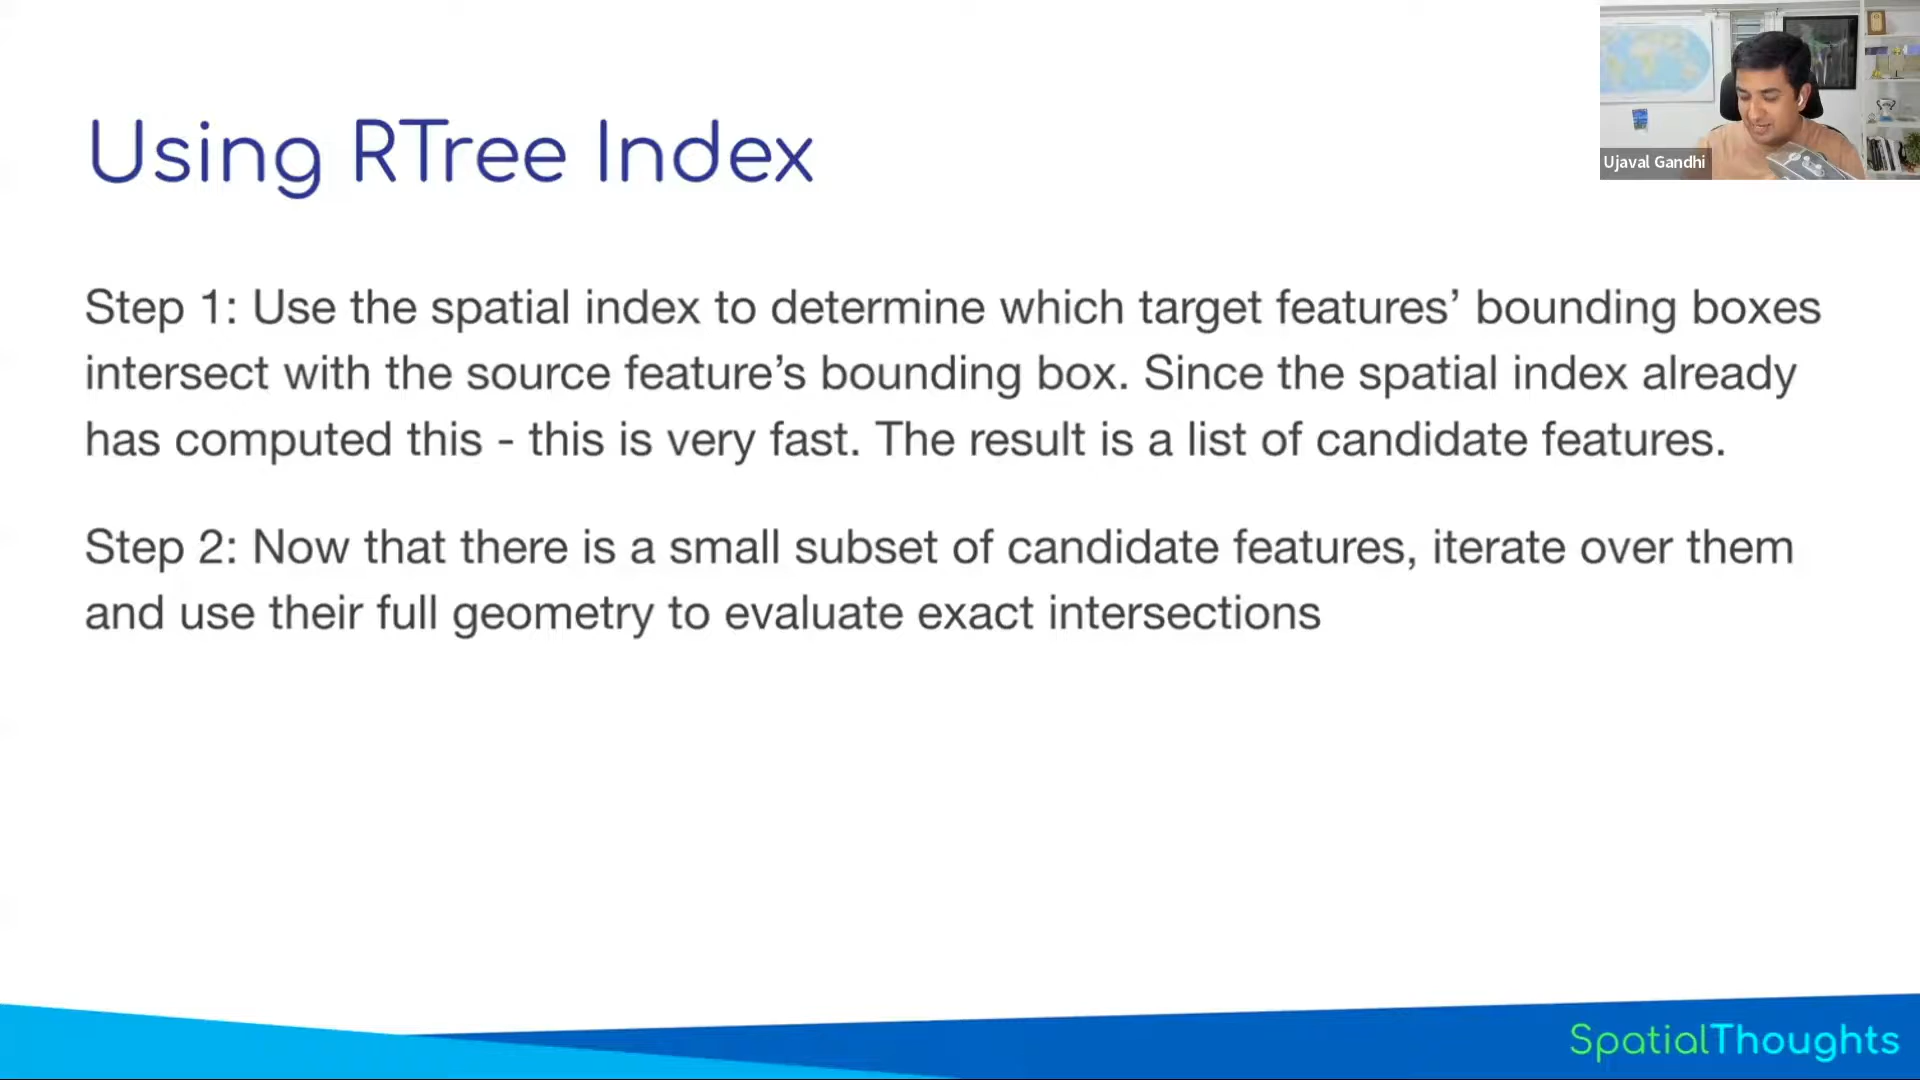 Using RTree Index
Ujaval Gandhi
Step 1: Use the spatial index to determine which target features’ bounding boxes
intersect with the source feature’s bounding box. Since the spatial index already
has computed this - this is very fast. The result is a list of candidate features.
Step 2: Now that there is a small subset of candidate features, iterate over them
and use their full geometry to evaluate exact intersections
SpatialThoughts